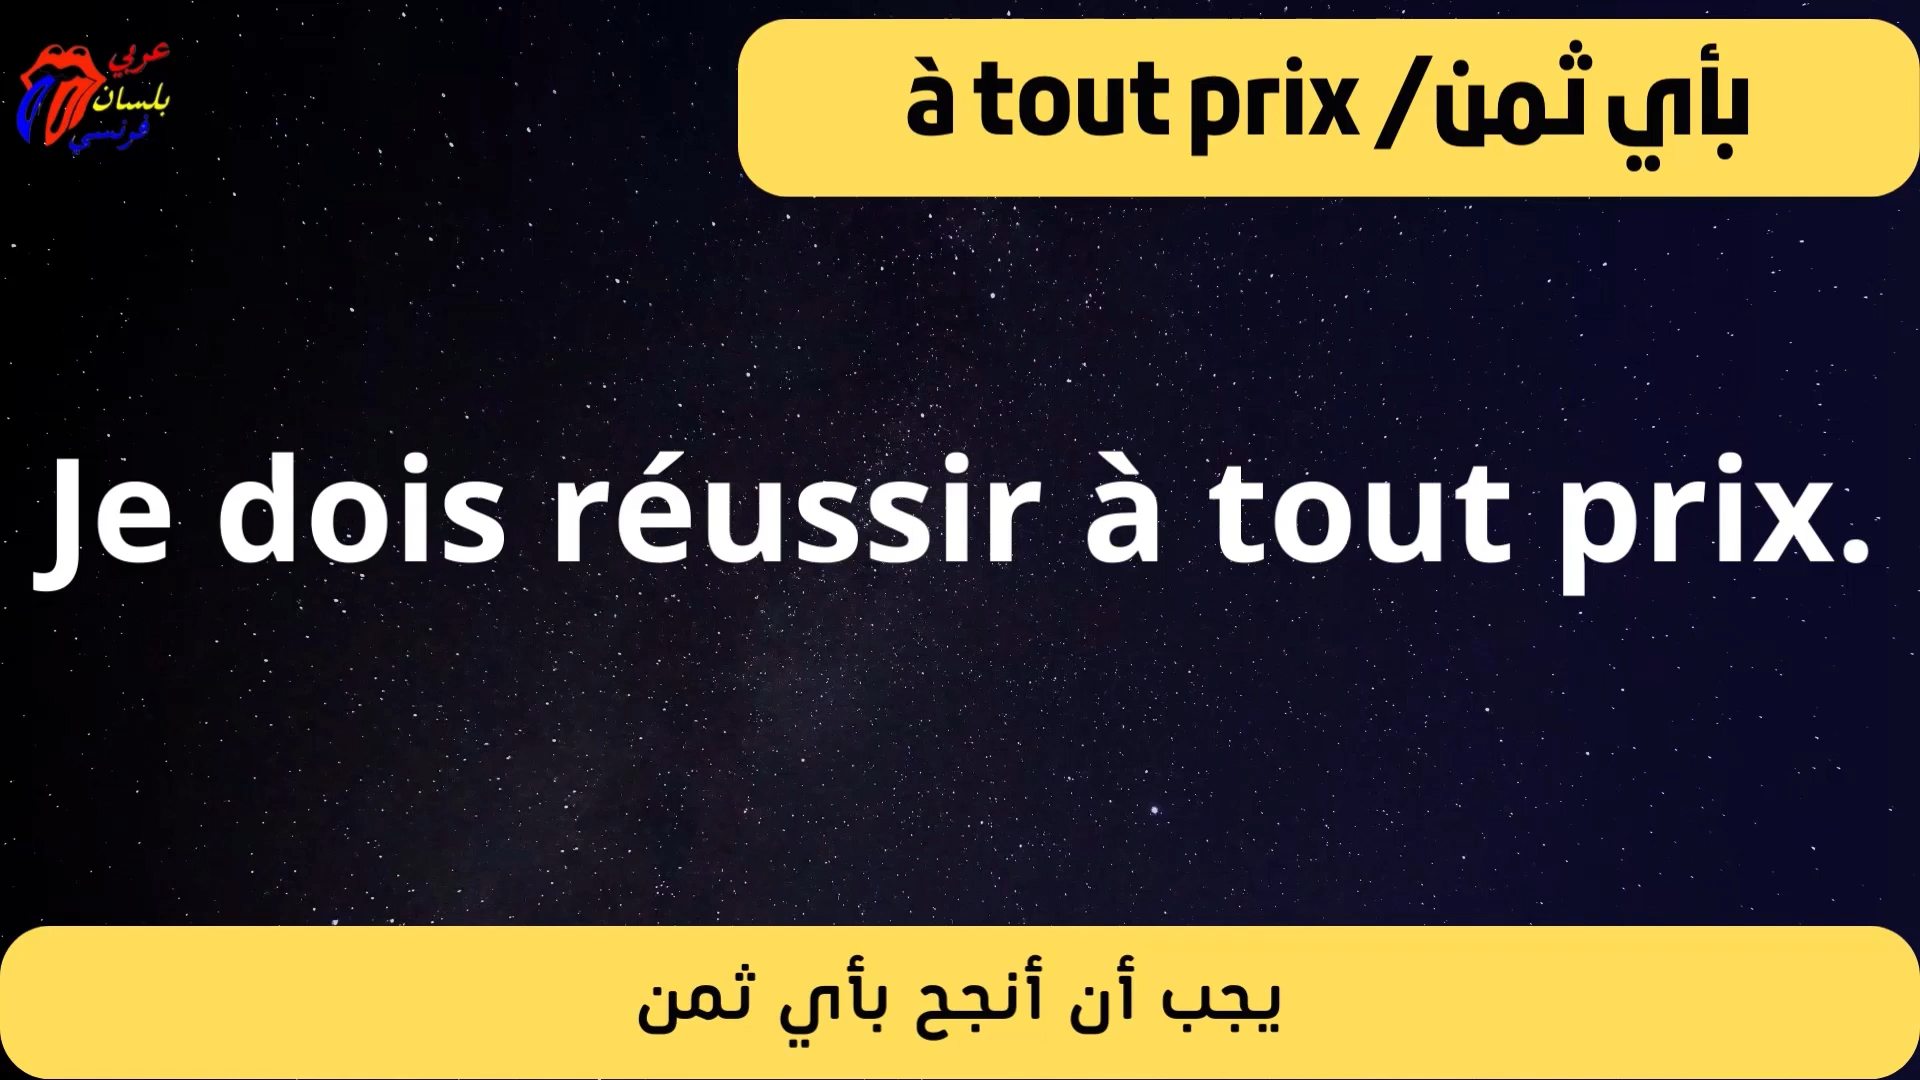 عربي
بلسان
فرنسي
بأي ثمن/ à tout prix
Je dois réussir à tout prix.
يجب أن أنجح بأي ثمن